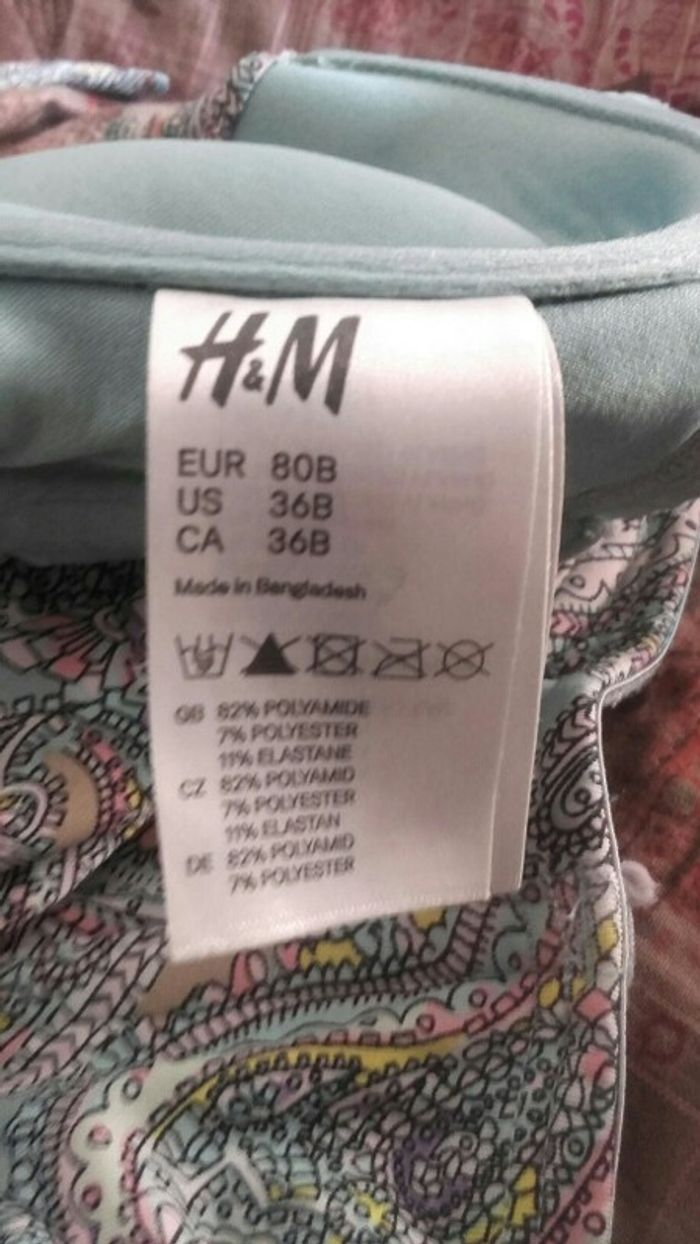 H&M
EUR 80B
US 36B
CA 36B
Made in Bangladesh
GB 82% POLYAMIDE
7% POLYESTER
11% ELASTANE
CZ 82% POLYAMID
7% POLYESTER
11% ELASTAN
DE 82% POLYAMID
7% POLYESTER